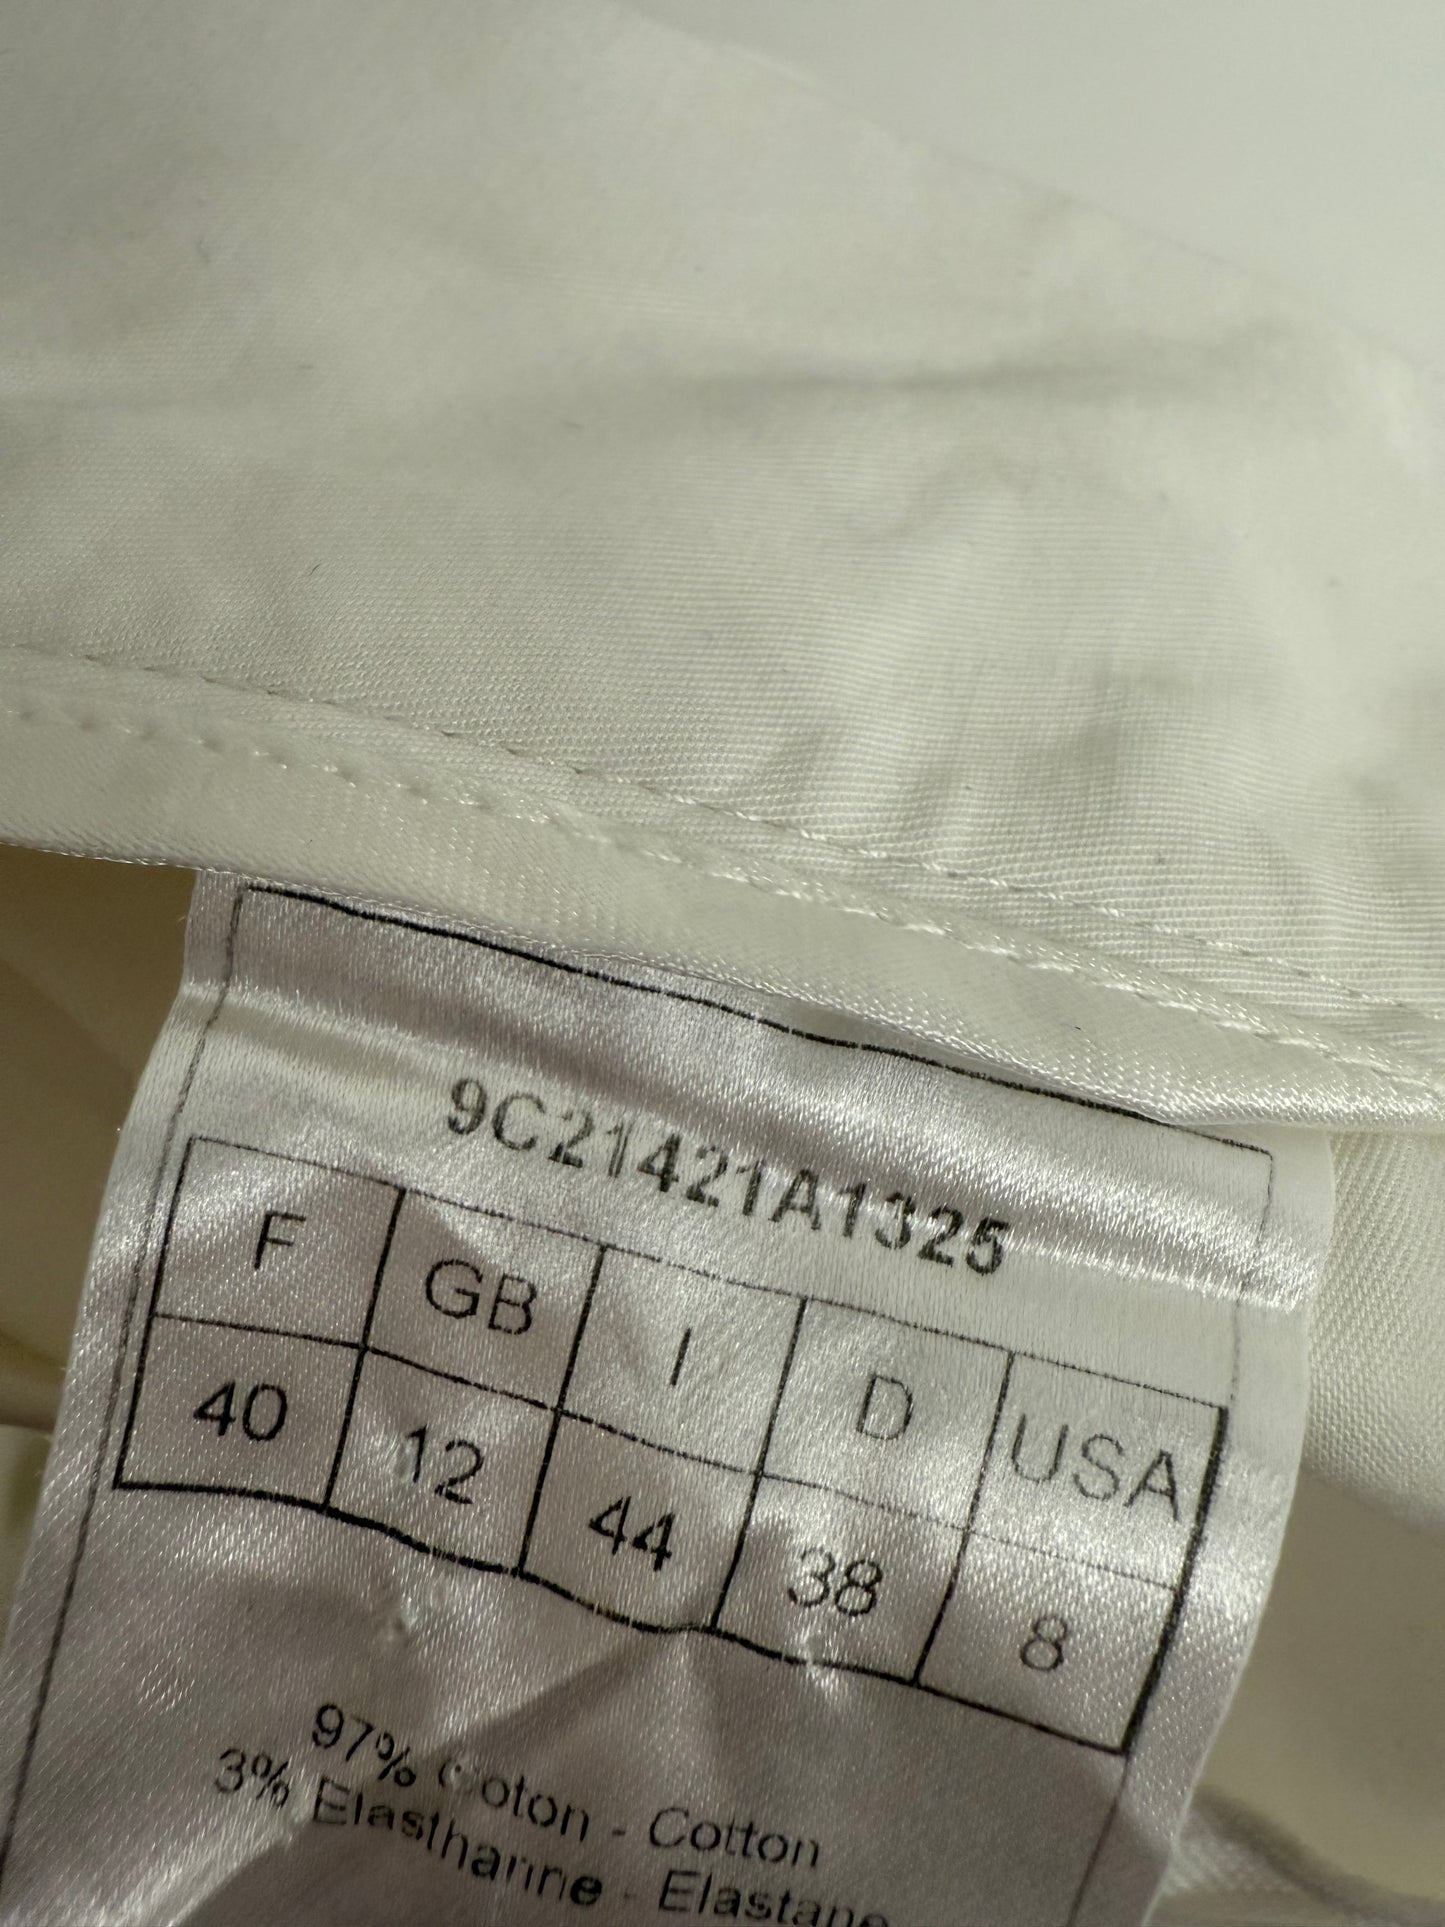 9C21421A1325
F GB I D USA
40 12 44 38 8
97% Coton - Cotton
3% Elasthanne - Elastane